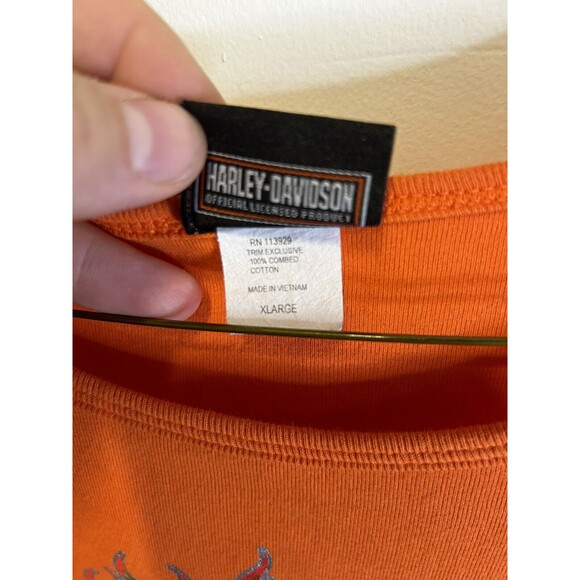 HARLEY-DAVIDSON
OFFICIAL LICENSED PRODUCT
RN 113929
TRIM EXCLUSIVE
100% COMBED
COTTON
MADE IN VIETNAM
XLARGE